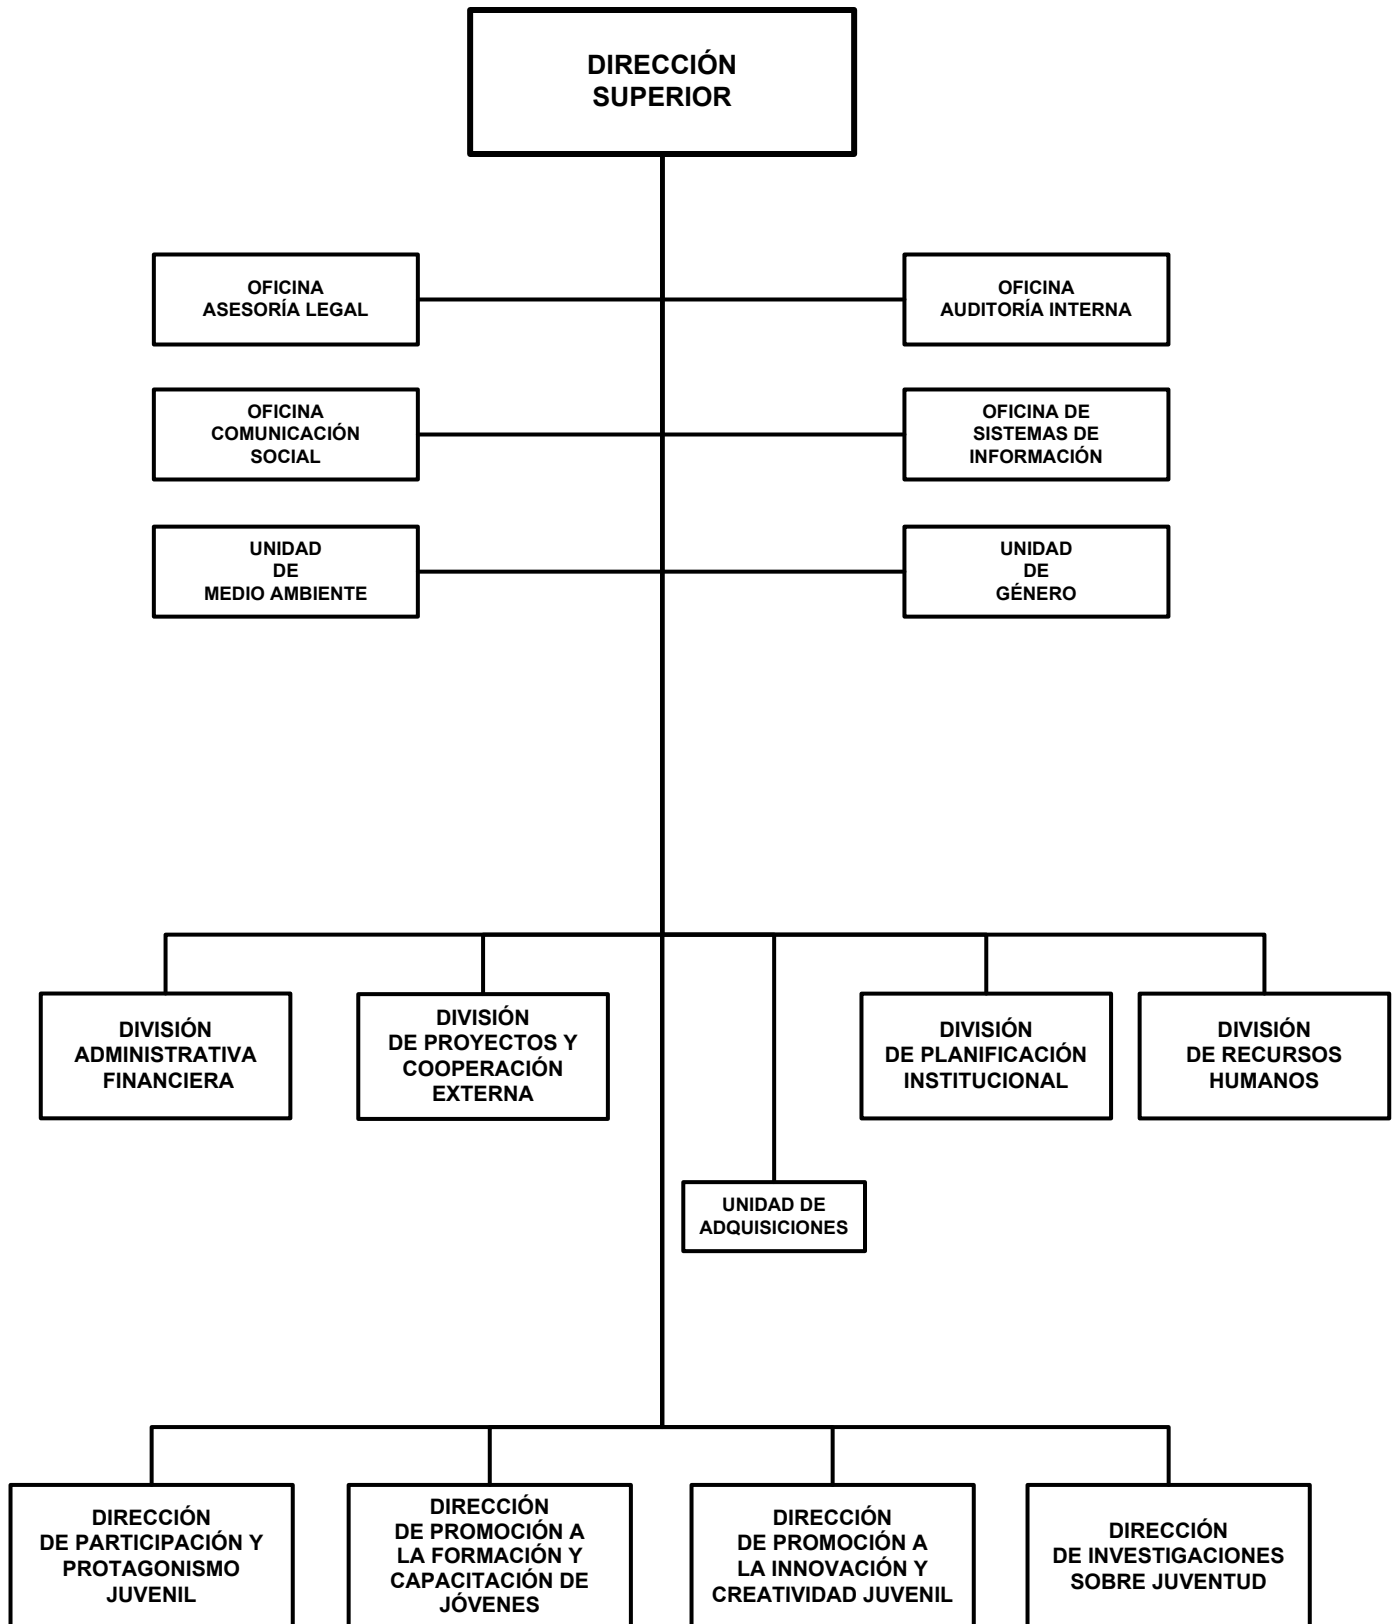 DIRECCIÓN
SUPERIOR
OFICINA
ASESORÍA LEGAL
OFICINA
AUDITORÍA INTERNA
OFICINA
COMUNICACIÓN
SOCIAL
OFICINA DE
SISTEMAS DE
INFORMACIÓN
UNIDAD
DE
MEDIO AMBIENTE
UNIDAD
DE
GÉNERO
DIVISIÓN
ADMINISTRATIVA
FINANCIERA
DIVISIÓN
DE PROYECTOS Y
COOPERACIÓN
EXTERNA
DIVISIÓN
DE PLANIFICACIÓN
INSTITUCIONAL
DIVISIÓN
DE RECURSOS
HUMANOS
UNIDAD DE
ADQUISICIONES
DIRECCIÓN
DE PARTICIPACIÓN Y
PROTAGONISMO
JUVENIL
DIRECCIÓN
DE PROMOCIÓN A
LA FORMACIÓN Y
CAPACITACIÓN DE
JÓVENES
DIRECCIÓN
DE PROMOCIÓN A
LA INNOVACIÓN Y
CREATIVIDAD JUVENIL
DIRECCIÓN
DE INVESTIGACIONES
SOBRE JUVENTUD